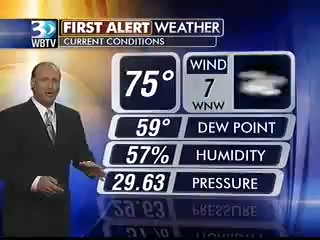 3 WBTV
FIRST ALERT WEATHER
CURRENT CONDITIONS
75°
WIND
7
WNW
59° DEW POINT
57% HUMIDITY
29.63 PRESSURE